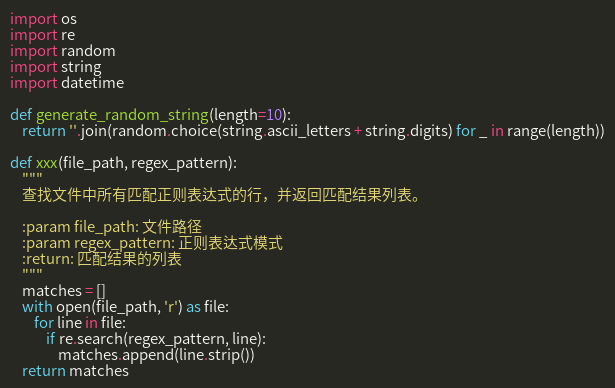 import os
import re
import random
import string
import datetime

def generate_random_string(length=10):
    return ''.join(random.choice(string.ascii_letters + string.digits) for _ in range(length))

def xxx(file_path, regex_pattern):
    """
    查找文件中所有匹配正则表达式的行，并返回匹配结果列表。

    :param file_path: 文件路径
    :param regex_pattern: 正则表达式模式
    :return: 匹配结果的列表
    """
    matches = []
    with open(file_path, 'r') as file:
        for line in file:
            if re.search(regex_pattern, line):
                matches.append(line.strip())
    return matches